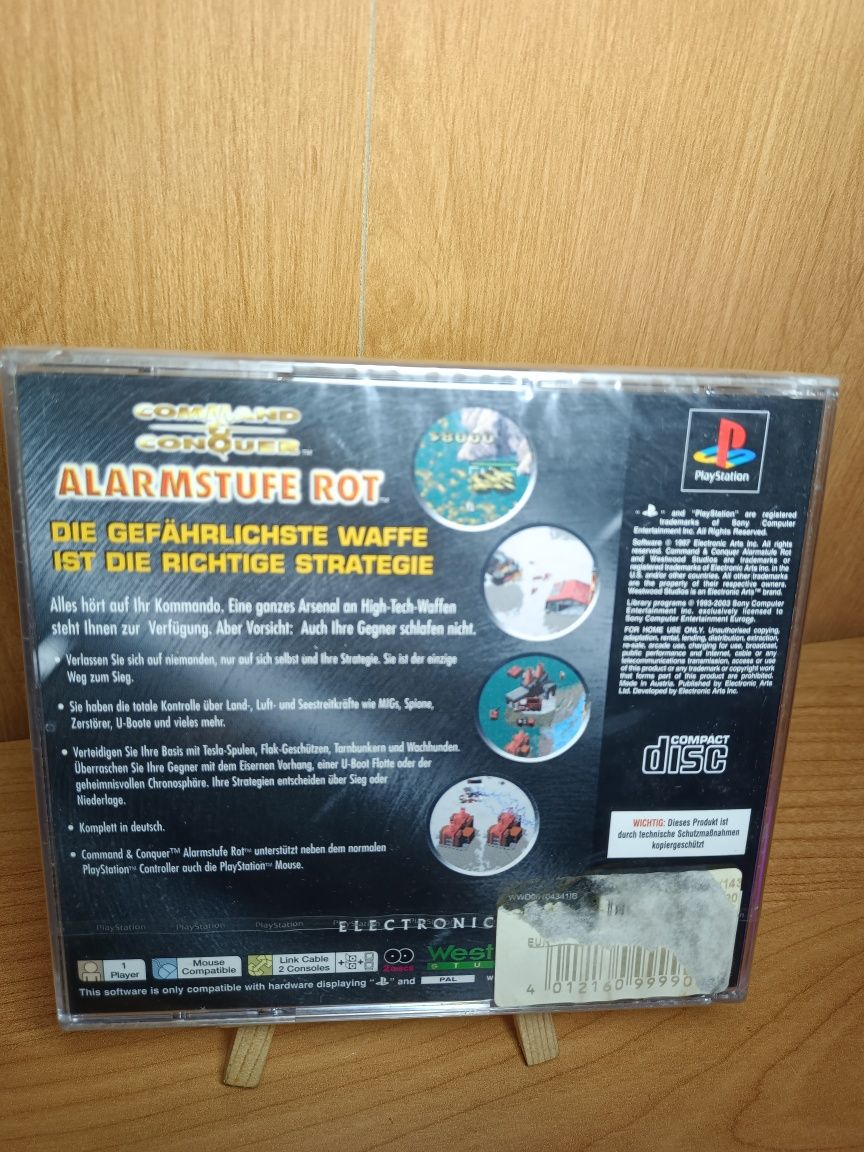 COMMAND
&
CONQUER™
ALARMSTUFE ROT™
DIE GEFÄHRLICHSTE WAFFE
IST DIE RICHTIGE STRATEGIE
Alles hört auf Ihr Kommando. Eine ganzes Arsenal an High-Tech-Waffen
steht Ihnen zur Verfügung. Aber Vorsicht: Auch Ihre Gegner schlafen nicht.
• Verlassen Sie sich auf niemanden, nur auf sich selbst und Ihre Strategie. Sie ist der einzige
Weg zum Sieg.
• Sie haben die totale Kontrolle über Land-, Luft- und Seestreitkräfte wie MIGs, Spione,
Zerstörer, U-Boote und vieles mehr.
• Verteidigen Sie Ihre Basis mit Tesla-Spulen, Flak-Geschützen, Tarnbunkern und Wachhunden.
Überraschen Sie Ihre Gegner mit dem Eisernen Vorhang, einer U-Boot Flotte oder der
geheimnisvollen Chronosphäre. Ihre Strategien entscheiden über Sieg oder
Niederlage.
• Komplett in deutsch.
• Command & Conquer™ Alarmstufe Rot™ unterstützt neben dem normalen
PlayStation™ Controller auch die PlayStation™ Mouse.
PlayStation
"PS" and "PlayStation" are registered
trademarks of Sony Computer
Entertainment Inc. All Rights Reserved.
Software © 1997 Electronic Arts Inc. All rights
reserved. Command & Conquer Alarmstufe Rot
and Westwood Studios are trademarks or
registered trademarks of Electronic Arts Inc. in the
U.S. and/or other countries. All other trademarks
are the property of their respective owners.
Westwood Studios is an Electronic Arts™ brand.
Library programs © 1993-2003 Sony Computer
Entertainment Inc. exclusively licensed to
Sony Computer Entertainment Europe.
FOR HOME USE ONLY. Unauthorised copying,
adaptation, rental, lending, distribution, extraction,
re-sale, arcade use, charging for use, broadcast,
public performance and internet, cable or any
telecommunications transmission, access or use
of this product or any trademark or copyright work
that forms part of this product are prohibited.
Made in Austria. Published by Electronic Arts
Ltd. Developed by Electronic Arts Inc.
COMPACT
disc
WICHTIG: Dieses Produkt ist
durch technische Schutzmaßnahmen
kopiergeschützt
PlayStation PlayStation PlayStation
ELECTRONIC
1
Player
Mouse
Compatible
Link Cable
2 Consoles
2 DISCS
West
STU
This software is only compatible with hardware displaying "PS" and PAL
4 012160 99990